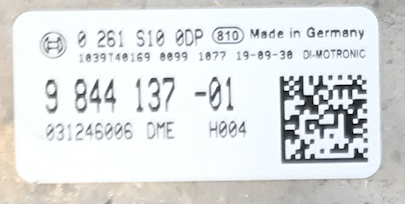 0 261 S10 0DP 810 Made in Germany
1039T40169 0099 1077 19-09-30 DI-MOTRONIC
9 844 137 -01
031246006 DME H004